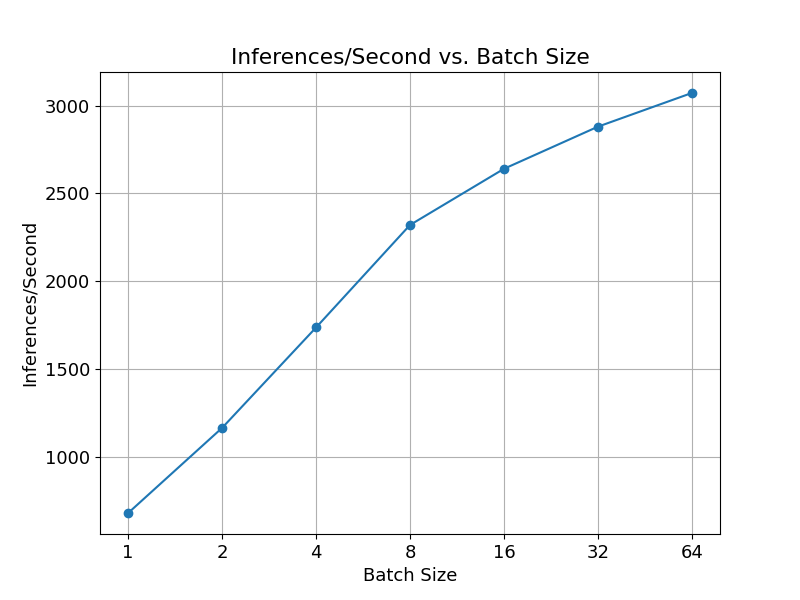 Inferences/Second vs. Batch Size
3000
2500
2000
1500
1000
Inferences/Second
1 2 4 8 16 32 64
Batch Size